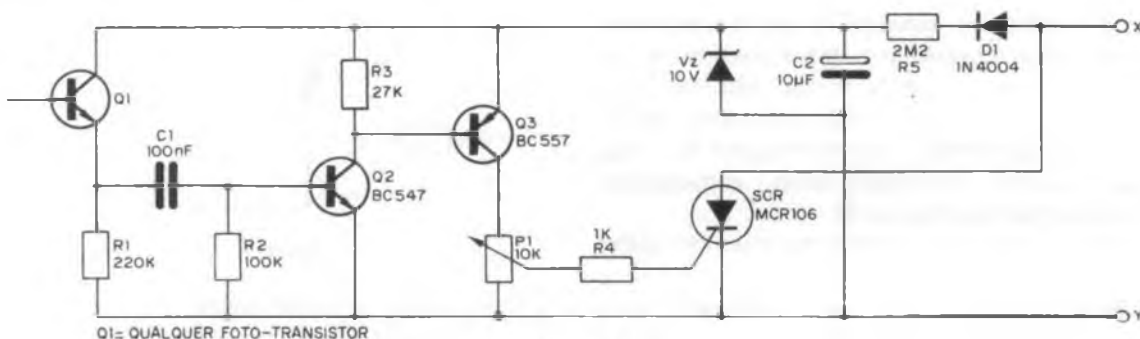 Q1
C1
100nF
R1
220K
R2
100K
R3
27K
Q2
BC547
Q3
BC557
P1
10K
1K
R4
Vz
10V
C2
10µF
2M2
R5
D1
1N4004
SCR
MCR106
X
Y
Q1= QUALQUER FOTO-TRANSISTOR